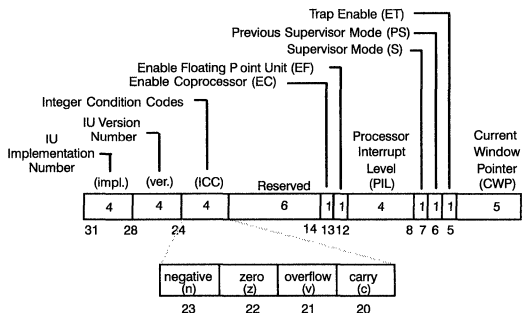 Trap Enable (ET)
Previous Supervisor Mode (PS)
Supervisor Mode (S)
Enable Floating Point Unit (EF)
Enable Coprocessor (EC)
Integer Condition Codes
IU Version
Number
IU
Implementation
Number
Processor
Interrupt
Level
(PIL)
Current
Window
Pointer
(CWP)
(impl.) (ver.) (ICC) Reserved
4 4 4 6 1 1 4 1 1 1 5
31 28 24 14 13 12 8 7 6 5
negative zero overflow carry
(n) (z) (v) (c)
23 22 21 20